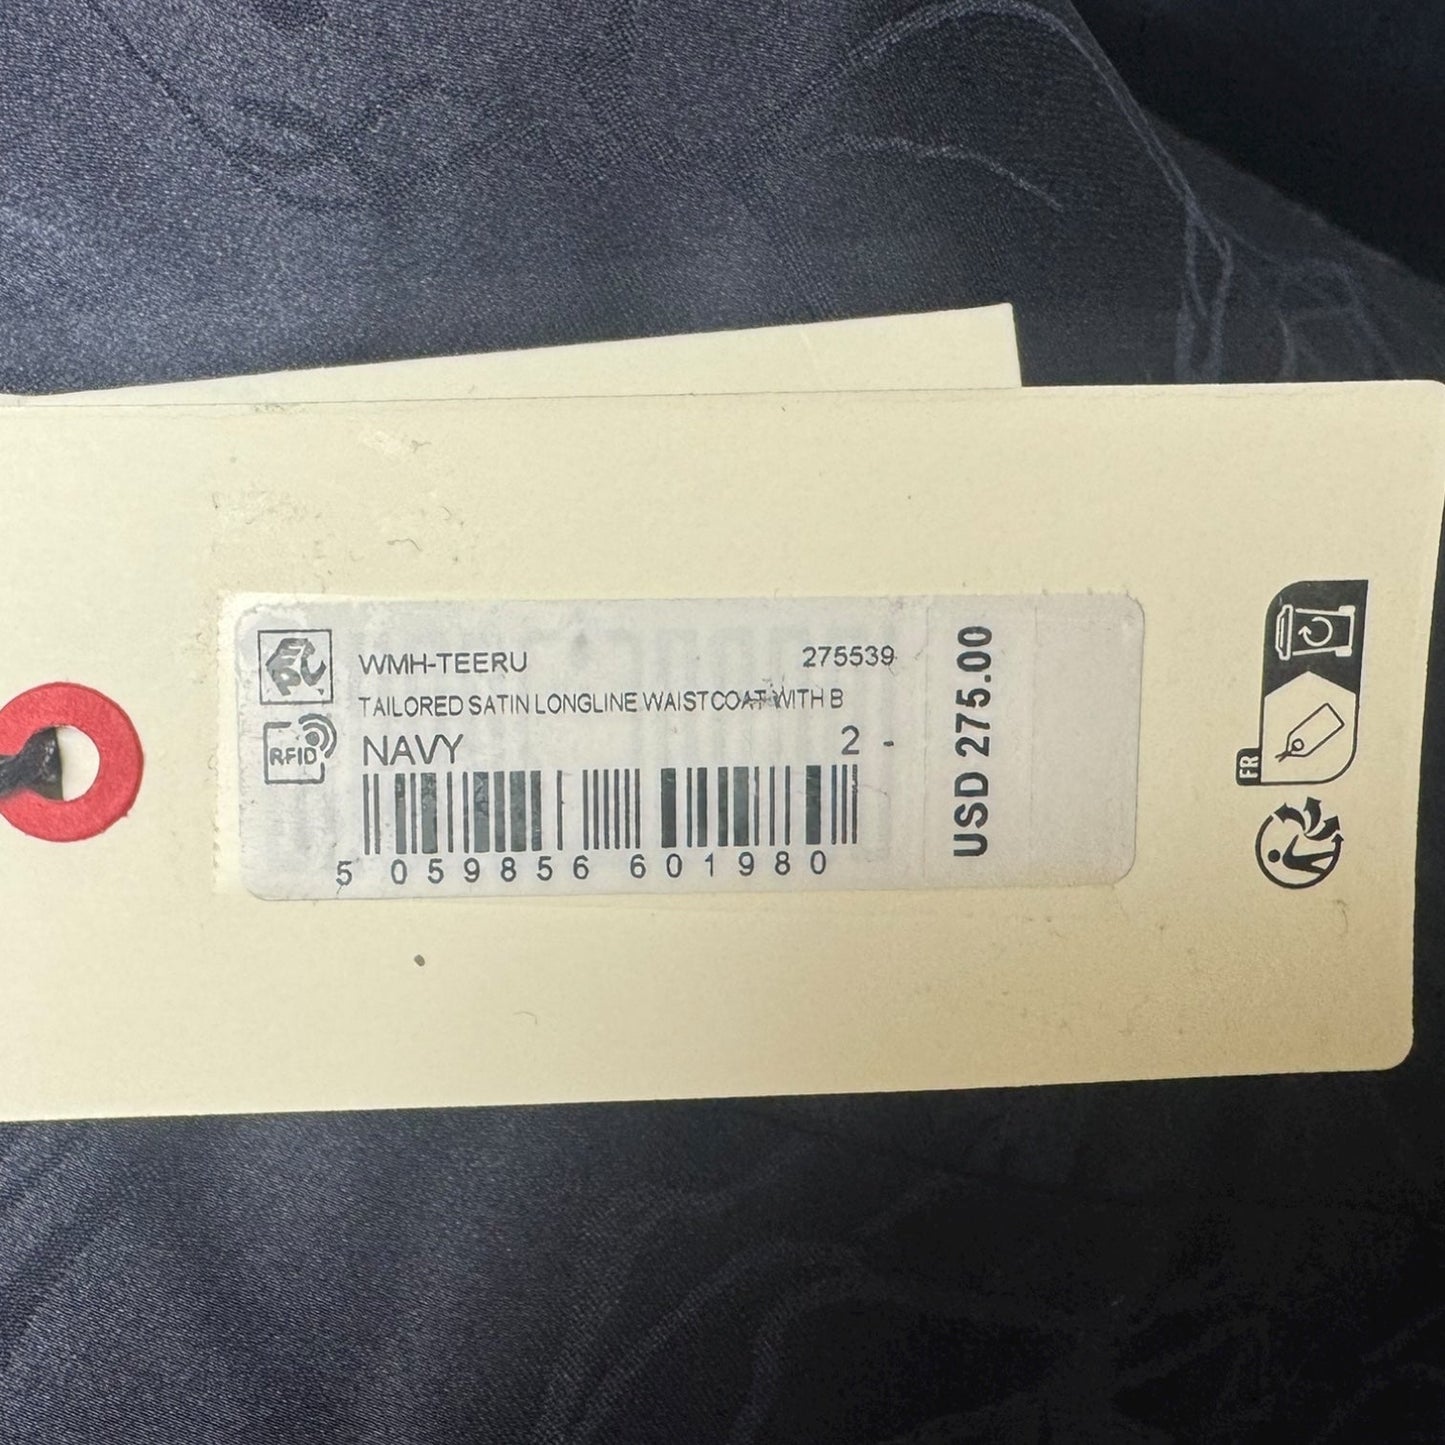 WMH-TEERU 275539
TAILORED SATIN LONGLINE WAISTCOAT WITH B
RFID
NAVY 2 -
5 059856 601980
USD 275.00
FR